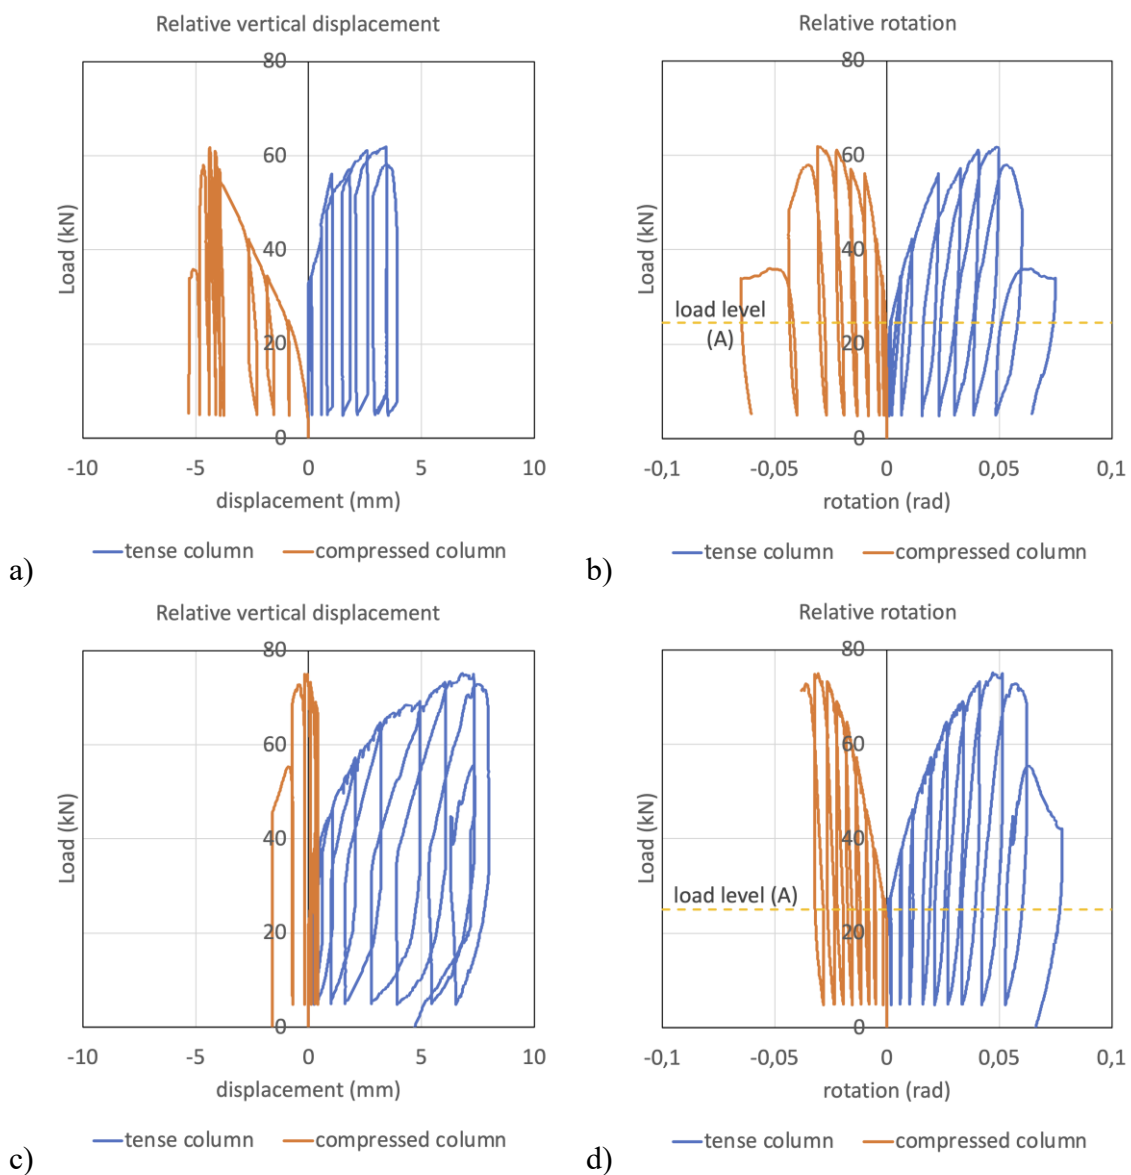 Relative vertical displacement
80
60
40
20
0
Load (kN)
-10 -5 0 5 10
displacement (mm)
tense column compressed column
a)
Relative rotation
80
60
40
20
0
Load (kN)
load level
(A)
-0,1 -0,05 0 0,05 0,1
rotation (rad)
tense column compressed column
b)
Relative vertical displacement
80
60
40
20
0
Load (kN)
-10 -5 0 5 10
displacement (mm)
tense column compressed column
c)
Relative rotation
80
60
40
20
0
Load (kN)
load level (A)
-0,1 -0,05 0 0,05 0,1
rotation (rad)
tense column compressed column
d)